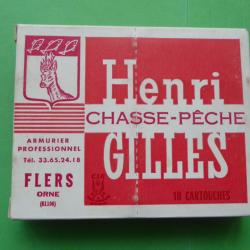 Henri
CHASSE-PÊCHE
GILLES
ARMURIER
PROFESSIONNEL
Tél. 33.65.24.18
FLERS
ORNE
(61100)
10 CARTOUCHES